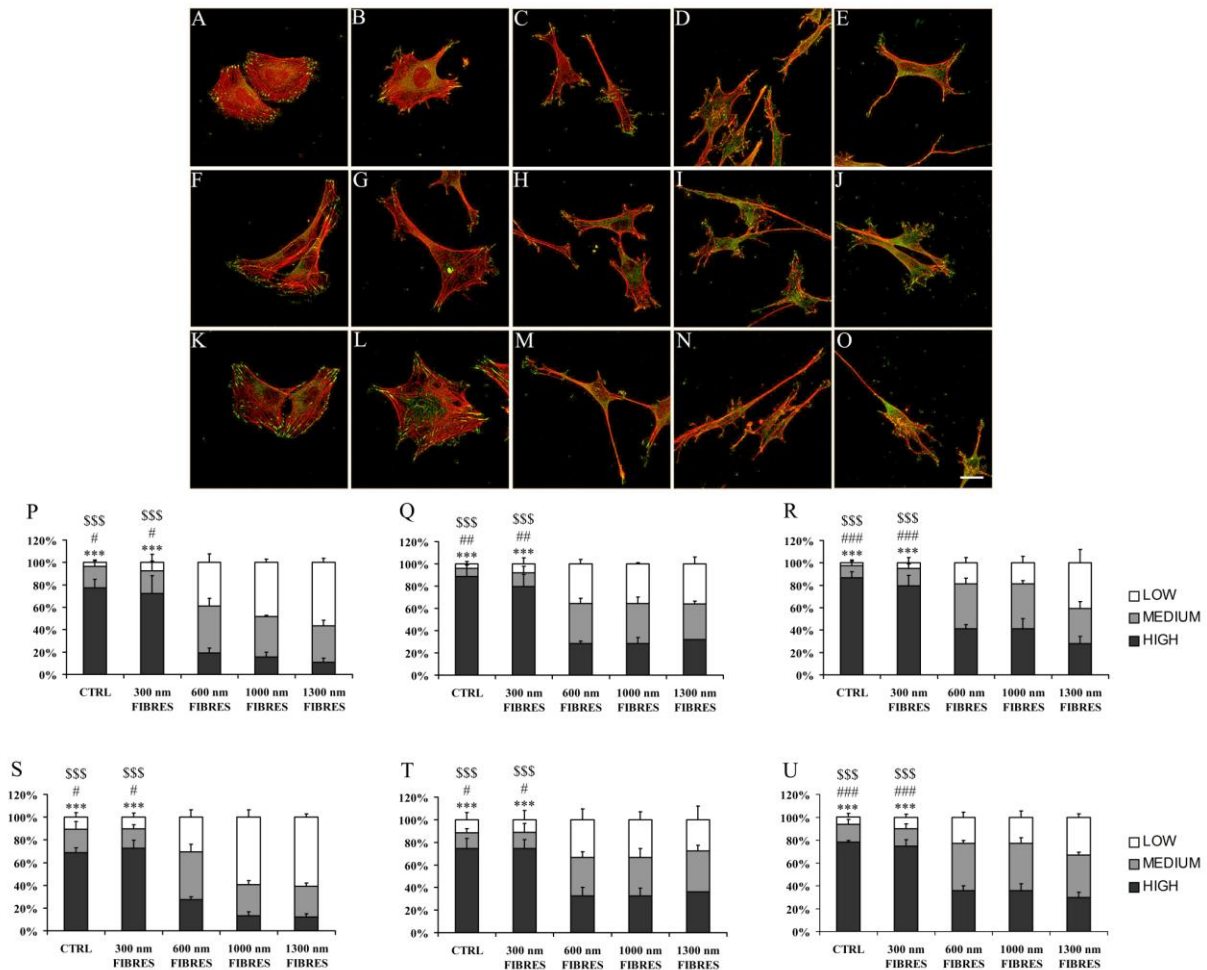 A B C D E
F G H I J
K L M N O
P Q R
$$$ $$$ $$$ $$$ $$$ $$$
# # ## ## ### ###
*** *** *** *** *** ***
120% 120% 120%
100% 100% 100%
80% 80% 80%
60% 60% 60%
40% 40% 40%
20% 20% 20%
0% 0% 0%
LOW
MEDIUM
HIGH
CTRL 300 nm 600 nm 1000 nm 1300 nm CTRL 300 nm 600 nm 1000 nm 1300 nm CTRL 300 nm 600 nm 1000 nm 1300 nm
FIBRES FIBRES FIBRES FIBRES FIBRES FIBRES FIBRES FIBRES FIBRES FIBRES FIBRES FIBRES
S T U
$$$ $$$ $$$ $$$ $$$ $$$
# # # # ### ###
*** *** *** *** *** ***
120% 120% 120%
100% 100% 100%
80% 80% 80%
60% 60% 60%
40% 40% 40%
20% 20% 20%
0% 0% 0%
LOW
MEDIUM
HIGH
CTRL 300 nm 600 nm 1000 nm 1300 nm CTRL 300 nm 600 nm 1000 nm 1300 nm CTRL 300 nm 600 nm 1000 nm 1300 nm
FIBRES FIBRES FIBRES FIBRES FIBRES FIBRES FIBRES FIBRES FIBRES FIBRES FIBRES FIBRES